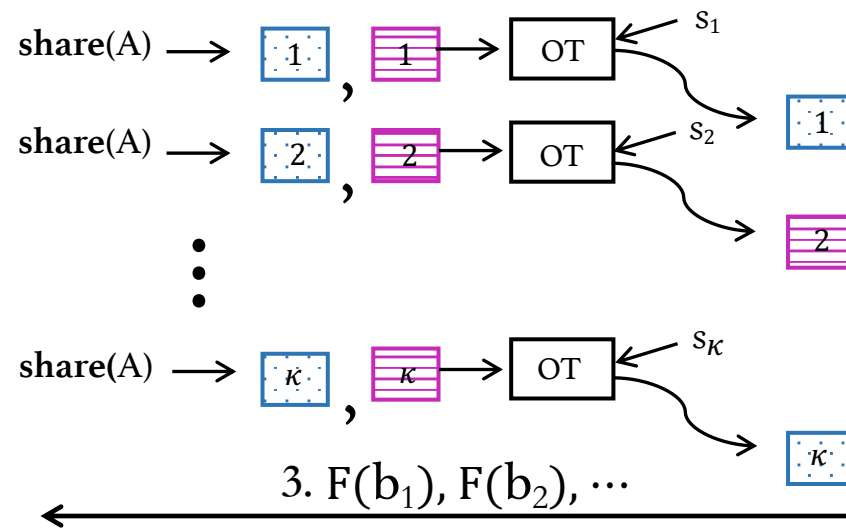 share(A) 1 , 1 OT s₁
1
share(A) 2 , 2 OT s₂
2
share(A) κ , κ OT sκ
κ
3. F(b₁), F(b₂), ⋯